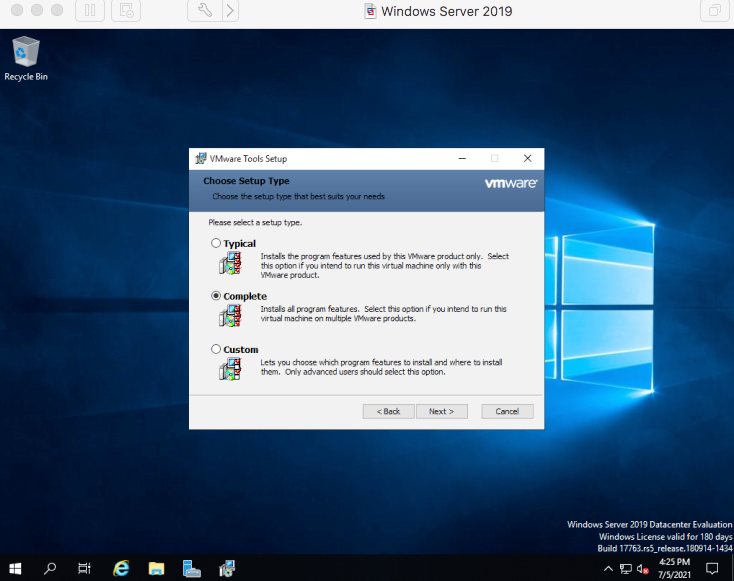 Windows Server 2019
Recycle Bin
VMware Tools Setup
Choose Setup Type
Choose the setup type that best suits your needs
vmware
Please select a setup type.
Typical
Installs the program features used by this VMware product only. Select
this option if you intend to run this virtual machine only with this
VMware product.
Complete
Installs all program features. Select this option if you intend to run this
virtual machine on multiple VMware products.
Custom
Lets you choose which program features to install and where to install
them. Only advanced users should select this option.
< Back
Next >
Cancel
Windows Server 2019 Datacenter Evaluation
Windows License valid for 180 days
Build 17763.rs5_release.180914-1434
4:25 PM
7/5/2021